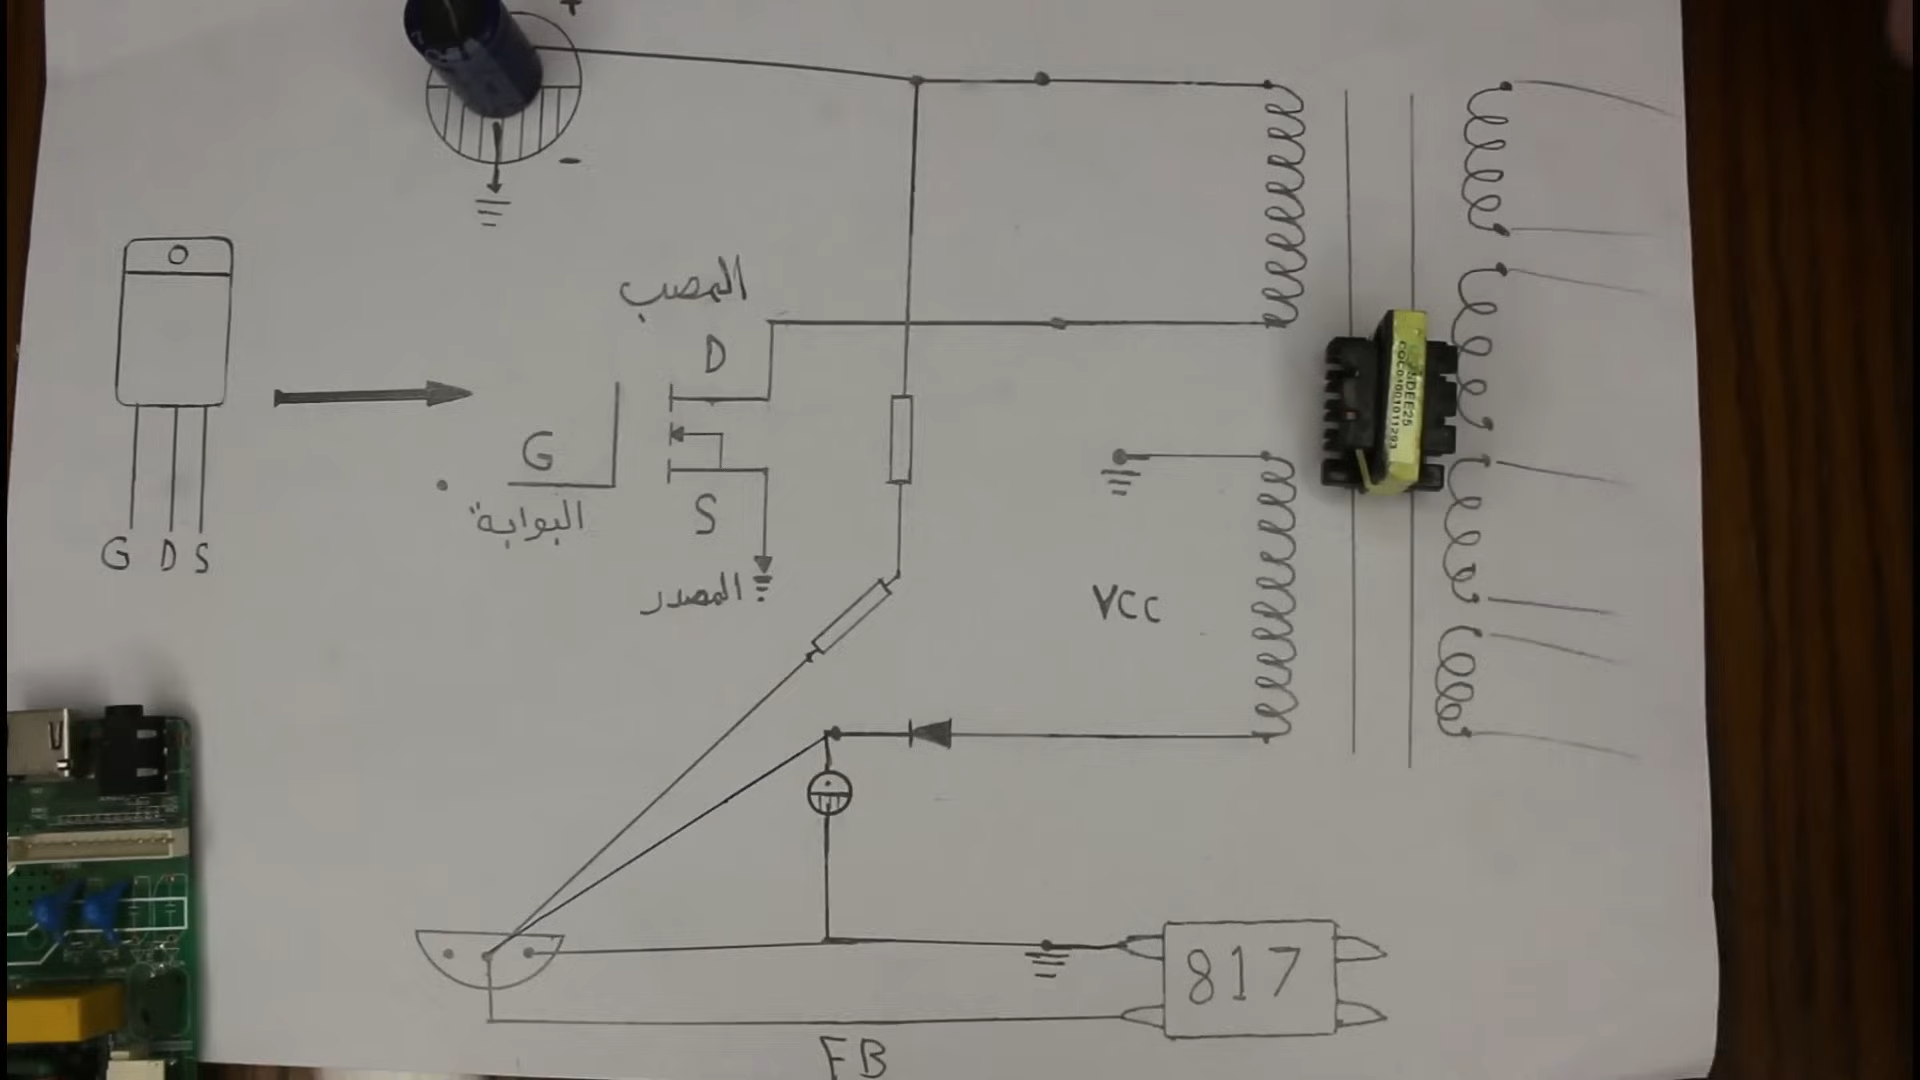 +
-
المصب
D
G
البوابة
S
المصدر
G D S
VCC
817
FB